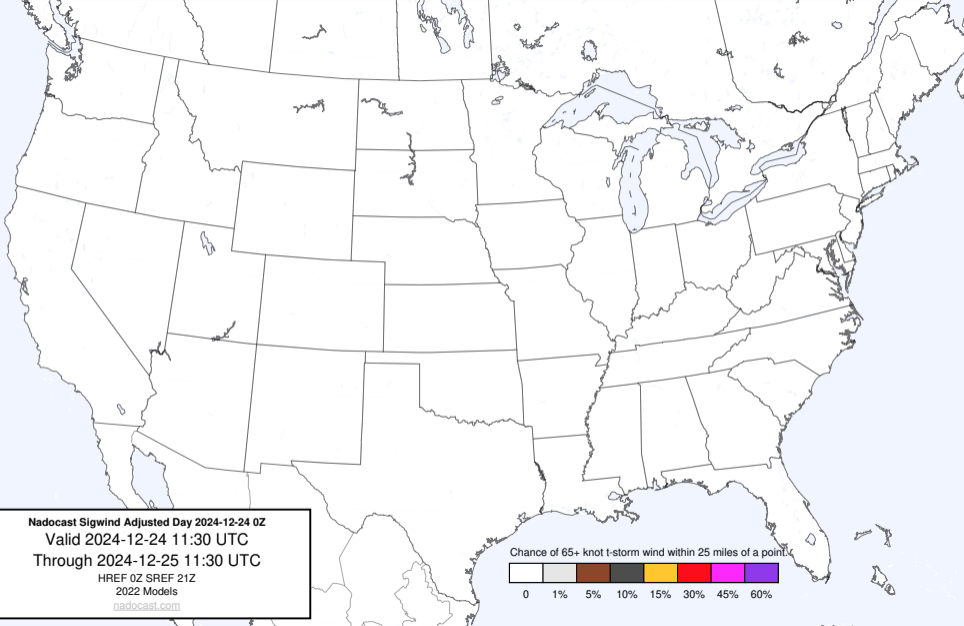 Nadocast Sigwind Adjusted Day 2024-12-24 0Z
Valid 2024-12-24 11:30 UTC
Through 2024-12-25 11:30 UTC
HREF 0Z SREF 21Z
2022 Models
nadocast.com
Chance of 65+ knot t-storm wind within 25 miles of a point.
0 1% 5% 10% 15% 30% 45% 60%